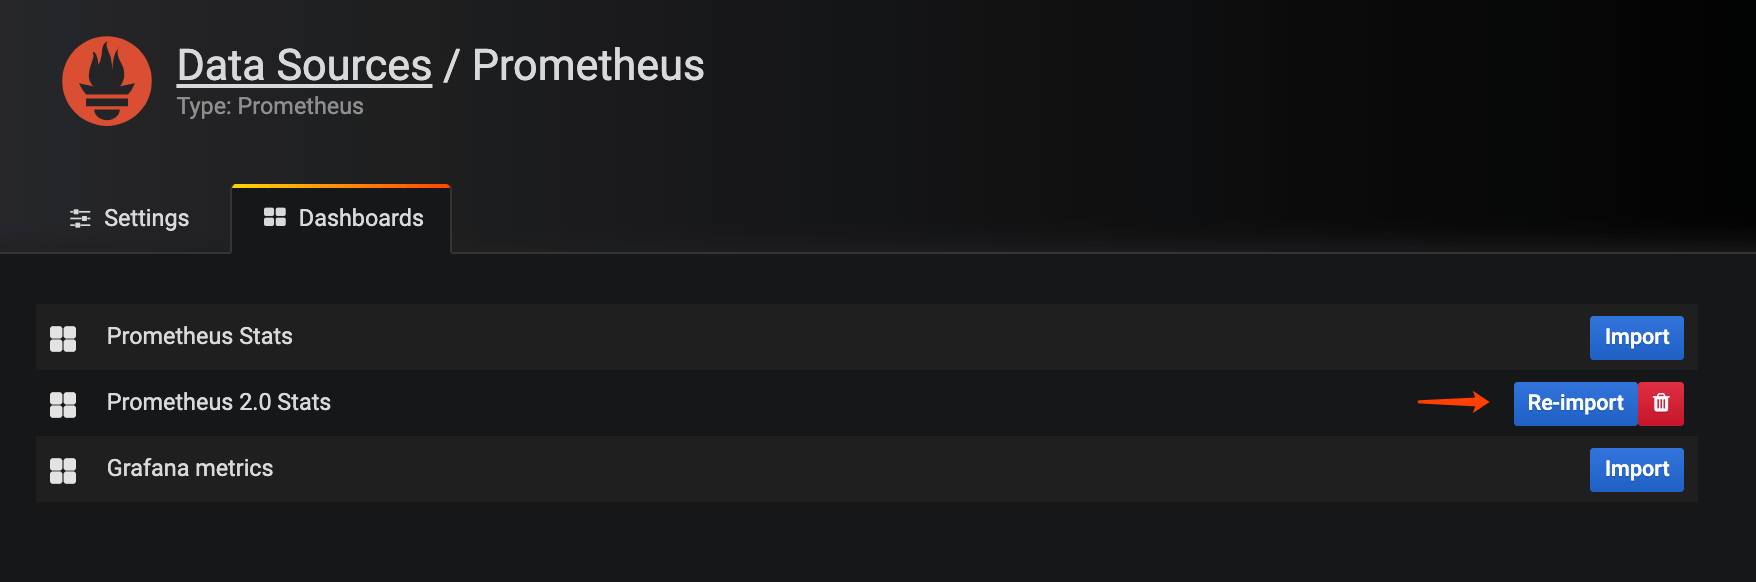 Data Sources / Prometheus
Type: Prometheus
Settings
Dashboards
Prometheus Stats
Import
Prometheus 2.0 Stats
Re-import
Grafana metrics
Import